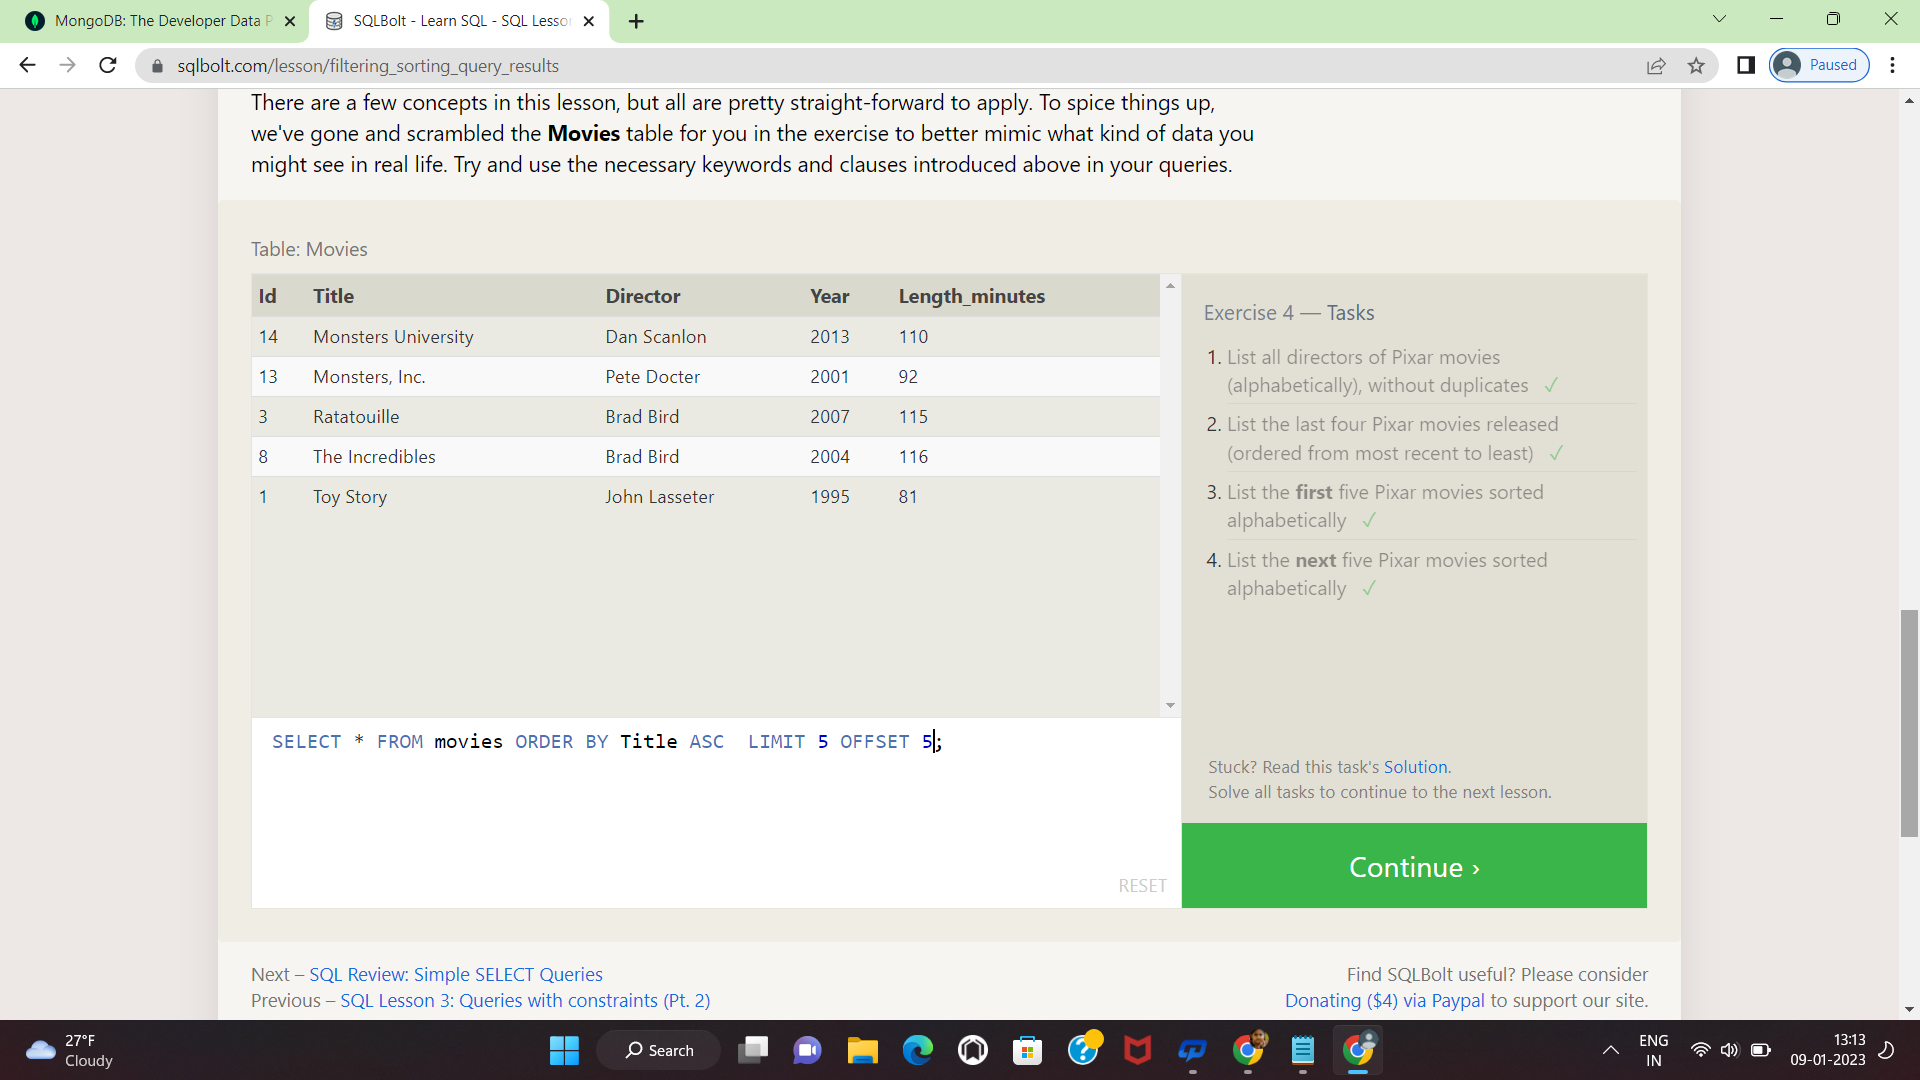 MongoDB: The Developer Data P
SQLBolt - Learn SQL - SQL Lesson
sqlbolt.com/lesson/filtering_sorting_query_results
Paused
There are a few concepts in this lesson, but all are pretty straight-forward to apply. To spice things up,
we've gone and scrambled the Movies table for you in the exercise to better mimic what kind of data you
might see in real life. Try and use the necessary keywords and clauses introduced above in your queries.
Table: Movies
Id Title Director Year Length_minutes
14 Monsters University Dan Scanlon 2013 110
13 Monsters, Inc. Pete Docter 2001 92
3 Ratatouille Brad Bird 2007 115
8 The Incredibles Brad Bird 2004 116
1 Toy Story John Lasseter 1995 81
SELECT * FROM movies ORDER BY Title ASC  LIMIT 5 OFFSET 5;
RESET
Exercise 4 — Tasks
1. List all directors of Pixar movies
(alphabetically), without duplicates ✓
2. List the last four Pixar movies released
(ordered from most recent to least) ✓
3. List the first five Pixar movies sorted
alphabetically ✓
4. List the next five Pixar movies sorted
alphabetically ✓
Stuck? Read this task's Solution.
Solve all tasks to continue to the next lesson.
Continue ›
Next – SQL Review: Simple SELECT Queries
Previous – SQL Lesson 3: Queries with constraints (Pt. 2)
Find SQLBolt useful? Please consider
Donating ($4) via Paypal to support our site.
27°F
Cloudy
Search
ENG
IN
13:13
09-01-2023